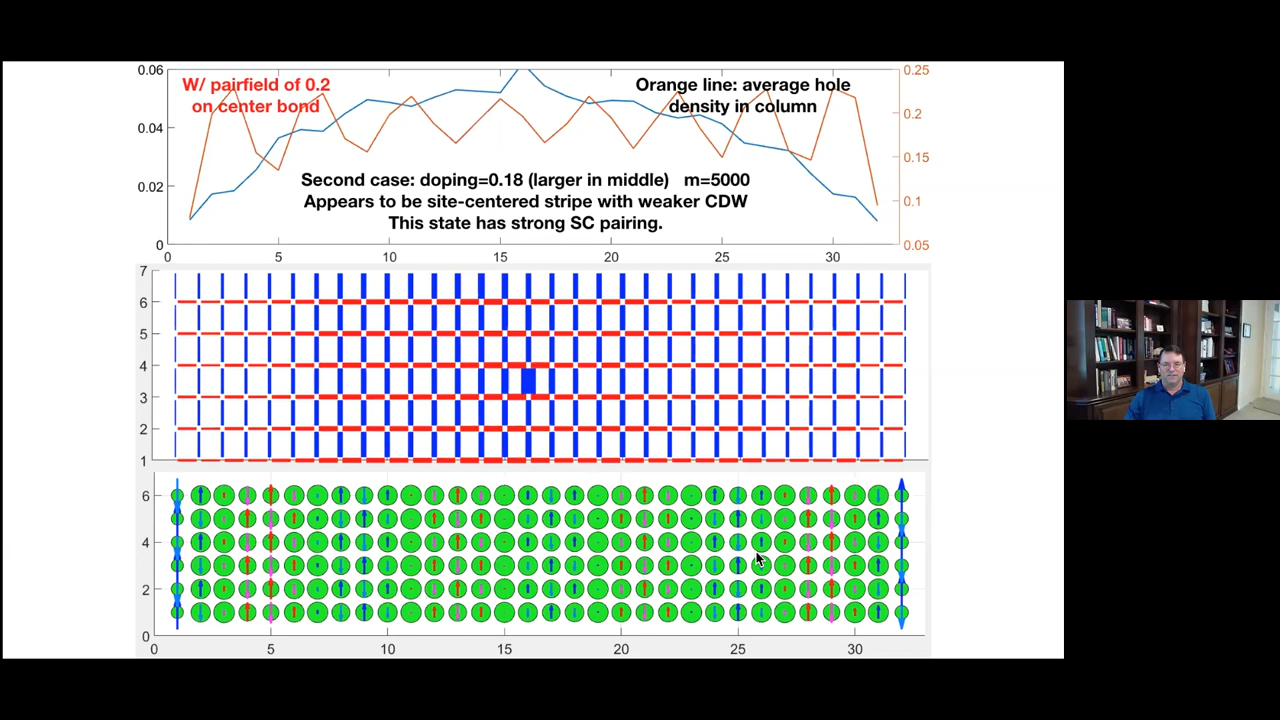 0.06
W/ pairfield of 0.2
on center bond
Orange line: average hole
density in column
0.25
0.04
0.2
0.15
0.02
0.1
Second case: doping=0.18 (larger in middle) m=5000
Appears to be site-centered stripe with weaker CDW
This state has strong SC pairing.
0
0.05
0 5 10 15 20 25 30
7
6
5
4
3
2
1
6
4
2
0
0 5 10 15 20 25 30